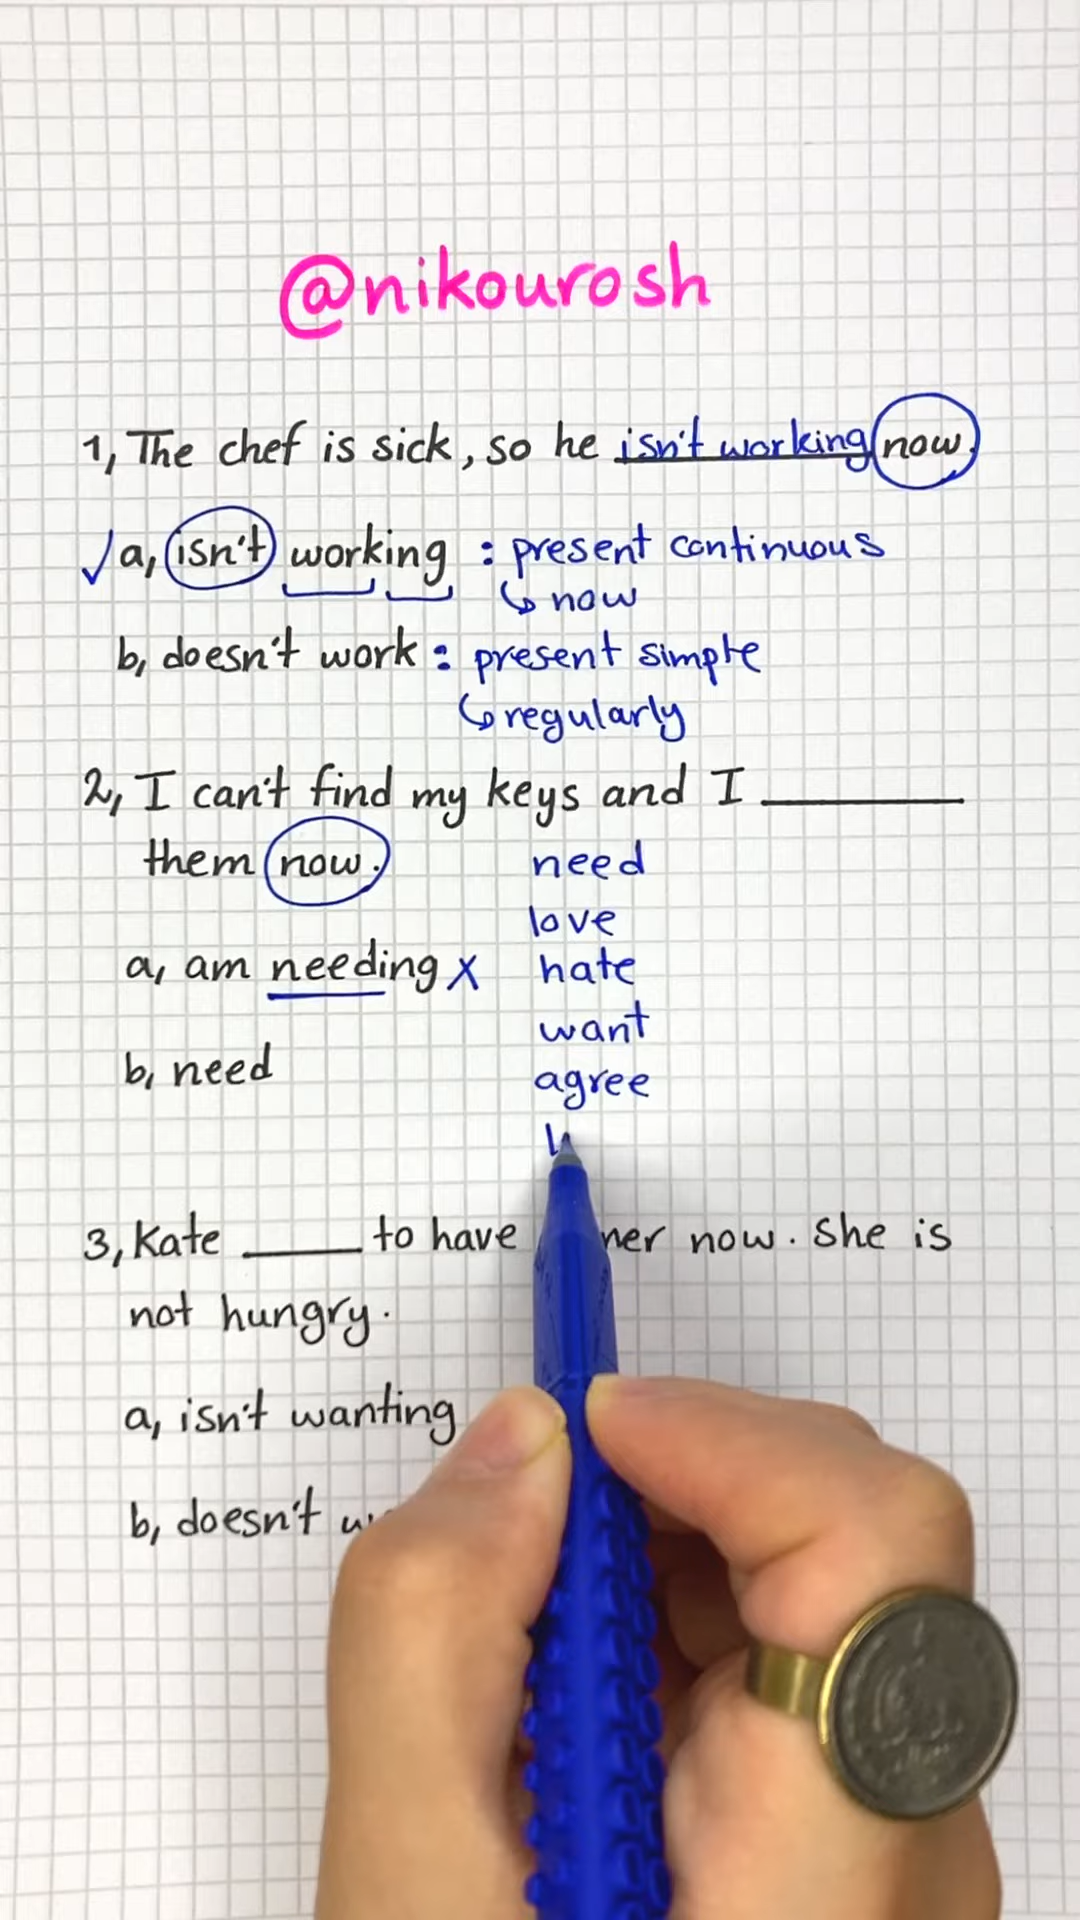 @nikourosh
1, The chef is sick, so he isn't working now.
✓ a, isn't working : present continuous
↳ now
b, doesn't work : present simple
↳ regularly
2, I can't find my keys and I ______
them now.
need
love
a, am needing x hate
want
b, need
agree
3, Kate ____ to have now. She is
not hungry.
a, isn't wanting
b, doesn't